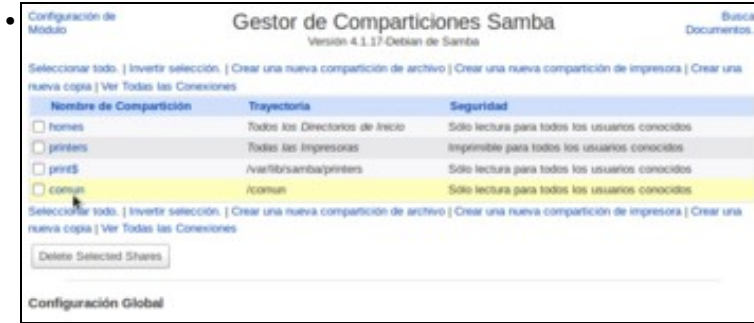 Configuración de
Módulo
Gestor de Comparticiones Samba
Versión 4.1.17-Debian de Samba
Busca
Documentos.
Seleccionar todo. | Invertir selección. | Crear una nueva compartición de archivo | Crear una nueva compartición de impresora | Crear una
nueva copia | Ver Todas las Conexiones
Nombre de Compartición Trayectoria Seguridad
homes Todos los Directorios de Inicio Sólo lectura para todos los usuarios conocidos
printers Todas las Impresoras Imprimible para todos los usuarios conocidos
print$ /var/lib/samba/printers Sólo lectura para todos los usuarios conocidos
comun /comun Sólo lectura para todos los usuarios conocidos
Seleccionar todo. | Invertir selección. | Crear una nueva compartición de archivo | Crear una nueva compartición de impresora | Crear una
nueva copia | Ver Todas las Conexiones
Delete Selected Shares
Configuración Global